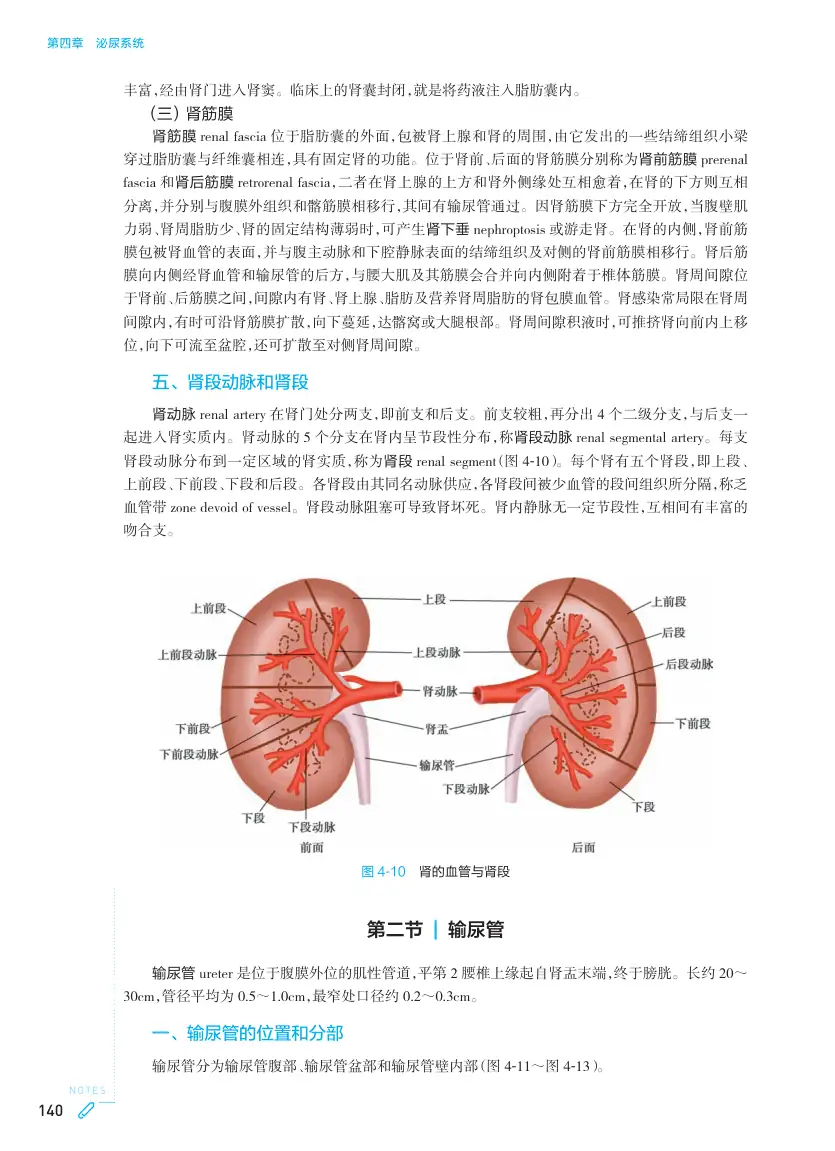 第四章 泌尿系统
丰富,经由肾门进入肾窦。临床上的肾囊封闭,就是将药液注入脂肪囊内。
(三)肾筋膜
肾筋膜 renal fascia 位于脂肪囊的外面,包被肾上腺和肾的周围,由它发出的一些结缔组织小梁
穿过脂肪囊与纤维囊相连,具有固定肾的功能。位于肾前、后面的肾筋膜分别称为肾前筋膜 prerenal
fascia 和肾后筋膜 retrorenal fascia,二者在肾上腺的上方和肾外侧缘处互相愈着,在肾的下方则互相
分离,并分别与腹膜外组织和髂筋膜相移行,其间有输尿管通过。因肾筋膜下方完全开放,当腹壁肌
力弱、肾周脂肪少、肾的固定结构薄弱时,可产生肾下垂 nephroptosis 或游走肾。在肾的内侧,肾前筋
膜包被肾血管的表面,并与腹主动脉和下腔静脉表面的结缔组织及对侧的肾前筋膜相移行。肾后筋
膜向内侧经肾血管和输尿管的后方,与腰大肌及其筋膜会合并向内侧附着于椎体筋膜。肾周间隙位
于肾前、后筋膜之间,间隙内有肾、肾上腺、脂肪及营养肾周脂肪的肾包膜血管。肾感染常局限在肾周
间隙内,有时可沿肾筋膜扩散,向下蔓延,达髂窝或大腿根部。肾周间隙积液时,可推挤肾向前内上移
位,向下可流至盆腔,还可扩散至对侧肾周间隙。
五、肾段动脉和肾段
肾动脉 renal artery 在肾门处分两支,即前支和后支。前支较粗,再分出 4 个二级分支,与后支一
起进入肾实质内。肾动脉的 5 个分支在肾内呈节段性分布,称肾段动脉 renal segmental artery。每支
肾段动脉分布到一定区域的肾实质,称为肾段 renal segment(图 4-10)。每个肾有五个肾段,即上段、
上前段、下前段、下段和后段。各肾段由其同名动脉供应,各肾段间被少血管的段间组织所分隔,称乏
血管带 zone devoid of vessel。肾段动脉阻塞可导致肾坏死。肾内静脉无一定节段性,互相间有丰富的
吻合支。
上前段
上前段动脉
下前段
下前段动脉
下段
下段动脉
前面
上段
上段动脉
肾动脉
肾盂
输尿管
下段动脉
上前段
后段
后段动脉
下前段
下段
后面
图 4-10 肾的血管与肾段
第二节 | 输尿管
输尿管 ureter 是位于腹膜外位的肌性管道,平第 2 腰椎上缘起自肾盂末端,终于膀胱。长约 20~
30cm,管径平均为 0.5~1.0cm,最窄处口径约 0.2~0.3cm。
一、输尿管的位置和分部
输尿管分为输尿管腹部、输尿管盆部和输尿管壁内部(图 4-11~图 4-13)。
NOTES
140